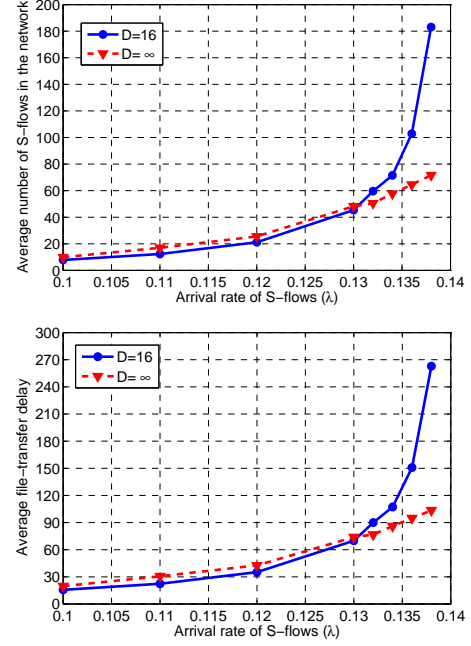 Average number of S−flows in the network
200
180
160
140
120
100
80
60
40
20
0
D=16
D= ∞
0.1 0.105 0.11 0.115 0.12 0.125 0.13 0.135 0.14
Arrival rate of S−flows (λ)
Average file−transfer delay
300
270
240
210
180
150
120
90
60
30
0
D=16
D= ∞
0.1 0.105 0.11 0.115 0.12 0.125 0.13 0.135 0.14
Arrival rate of S−flows (λ)